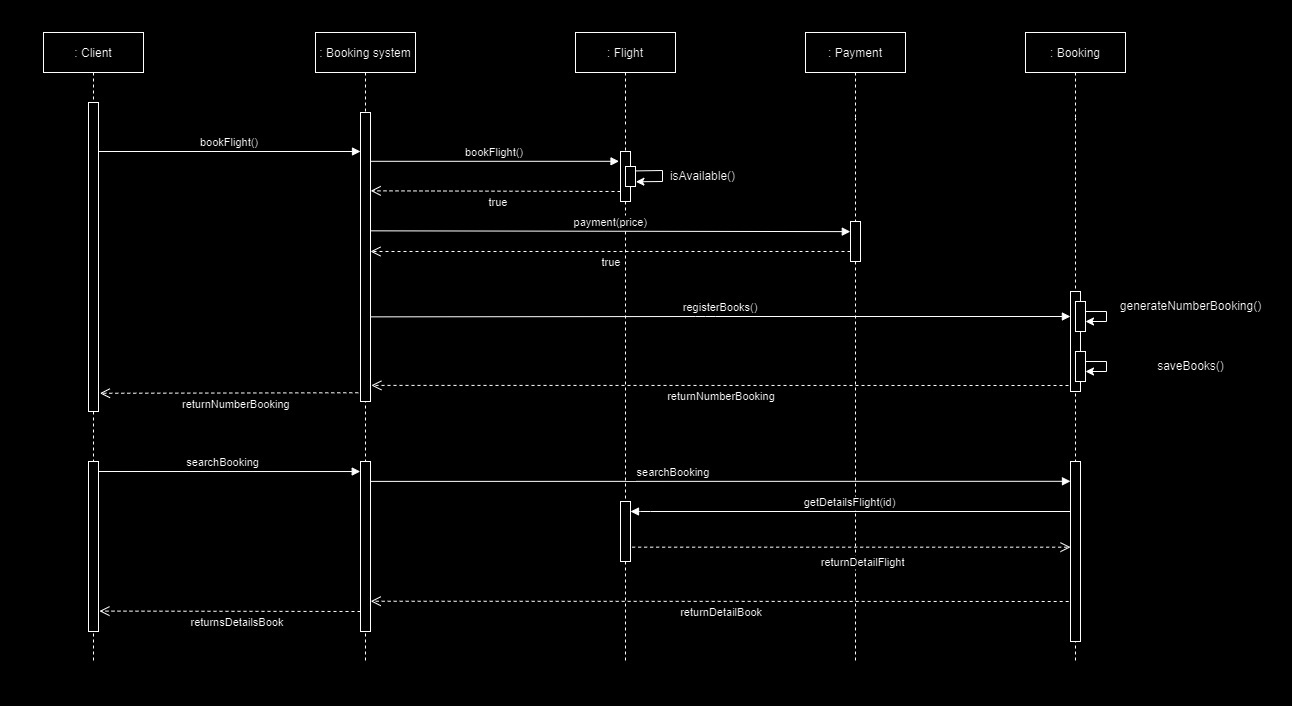 : Client
: Booking system
: Flight
: Payment
: Booking
bookFlight()
bookFlight()
isAvailable()
true
payment(price)
true
registerBooks()
generateNumberBooking()
saveBooks()
returnNumberBooking
returnNumberBooking
searchBooking
searchBooking
getDetailsFlight(id)
returnDetailFlight
returnDetailBook
returnsDetailsBook